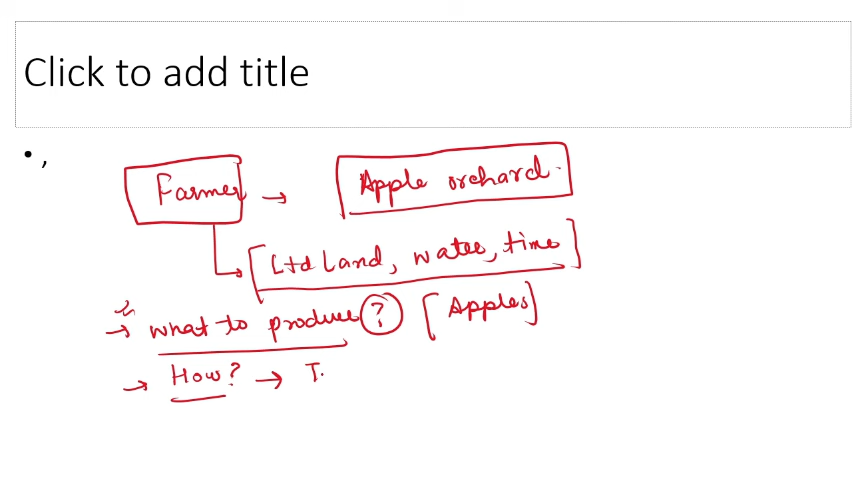 Click to add title
• ,
Farmer → Apple orchard.
[Ltd Land, water, time]
→ What to produce? [Apples]
→ How? → T.